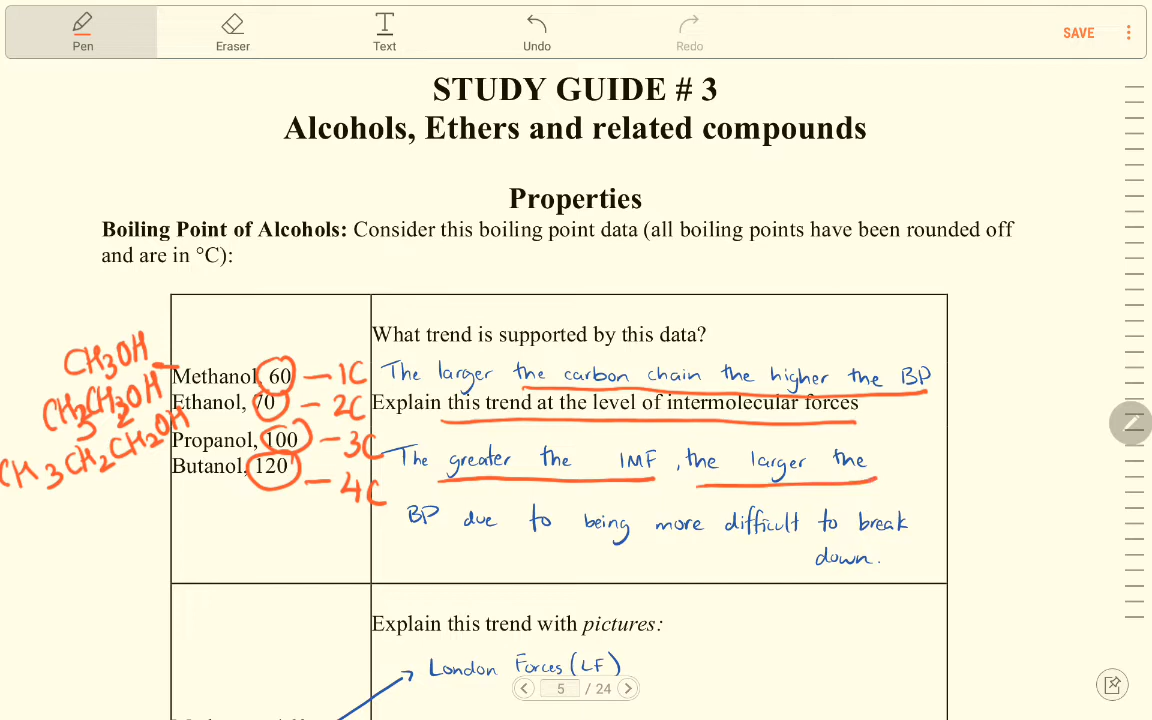 Pen
Eraser
Text
Undo
Redo
SAVE
STUDY GUIDE # 3
Alcohols, Ethers and related compounds
Properties
Boiling Point of Alcohols: Consider this boiling point data (all boiling points have been rounded off
and are in °C):
What trend is supported by this data?
CH3OH
Methanol, 60 – 1C
The larger the carbon chain the higher the BP
CH3CH2OH
Ethanol, 70 – 2C
Explain this trend at the level of intermolecular forces
CH3CH2CH2OH
Propanol, 100 – 3C
Butanol, 120 – 4C
The greater the IMF, the larger the
BP due to being more difficult to break
down.
Explain this trend with pictures:
London Forces (LF)
5 / 24